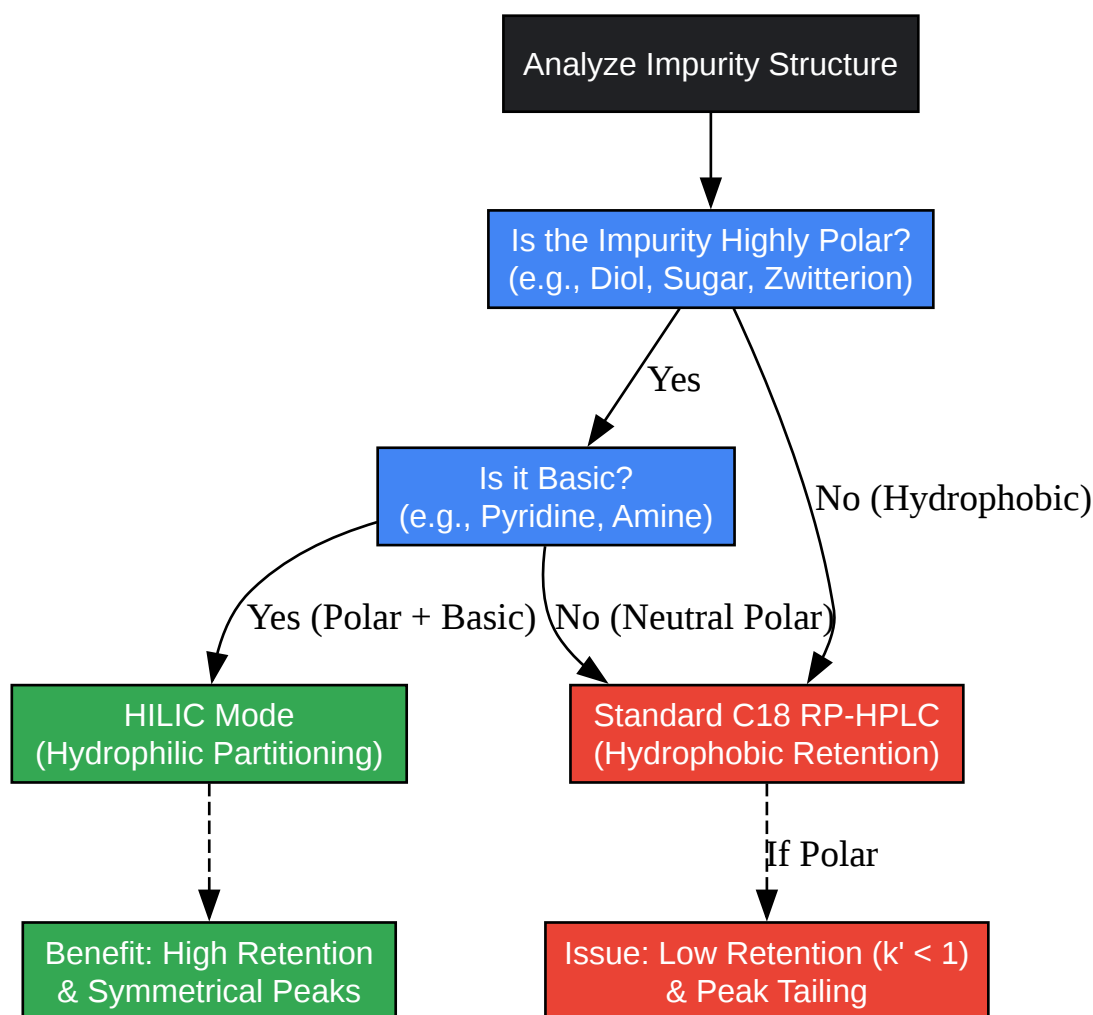 Analyze Impurity Structure
Is the Impurity Highly Polar?
(e.g., Diol, Sugar, Zwitterion)
Yes
Is it Basic?
(e.g., Pyridine, Amine)
No (Hydrophobic)
Yes (Polar + Basic)
No (Neutral Polar)
HILIC Mode
(Hydrophilic Partitioning)
Standard C18 RP-HPLC
(Hydrophobic Retention)
If Polar
Benefit: High Retention
& Symmetrical Peaks
Issue: Low Retention (k' < 1)
& Peak Tailing